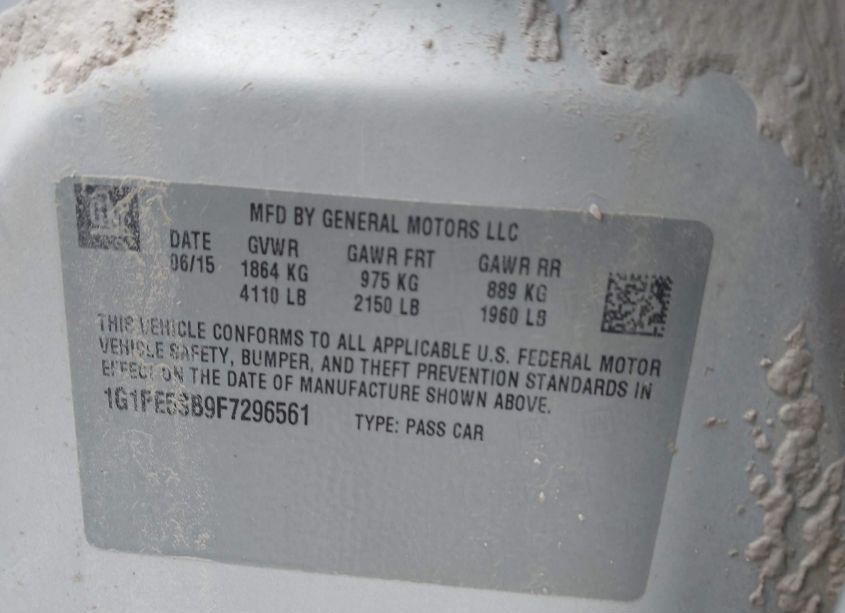 MFD BY GENERAL MOTORS LLC
DATE GVWR GAWR FRT GAWR RR
06/15 1864 KG 975 KG 889 KG
4110 LB 2150 LB 1960 LB
THIS VEHICLE CONFORMS TO ALL APPLICABLE U.S. FEDERAL MOTOR
VEHICLE SAFETY, BUMPER, AND THEFT PREVENTION STANDARDS IN
EFFECT ON THE DATE OF MANUFACTURE SHOWN ABOVE.
1G1PE5SB9F7296561 TYPE: PASS CAR